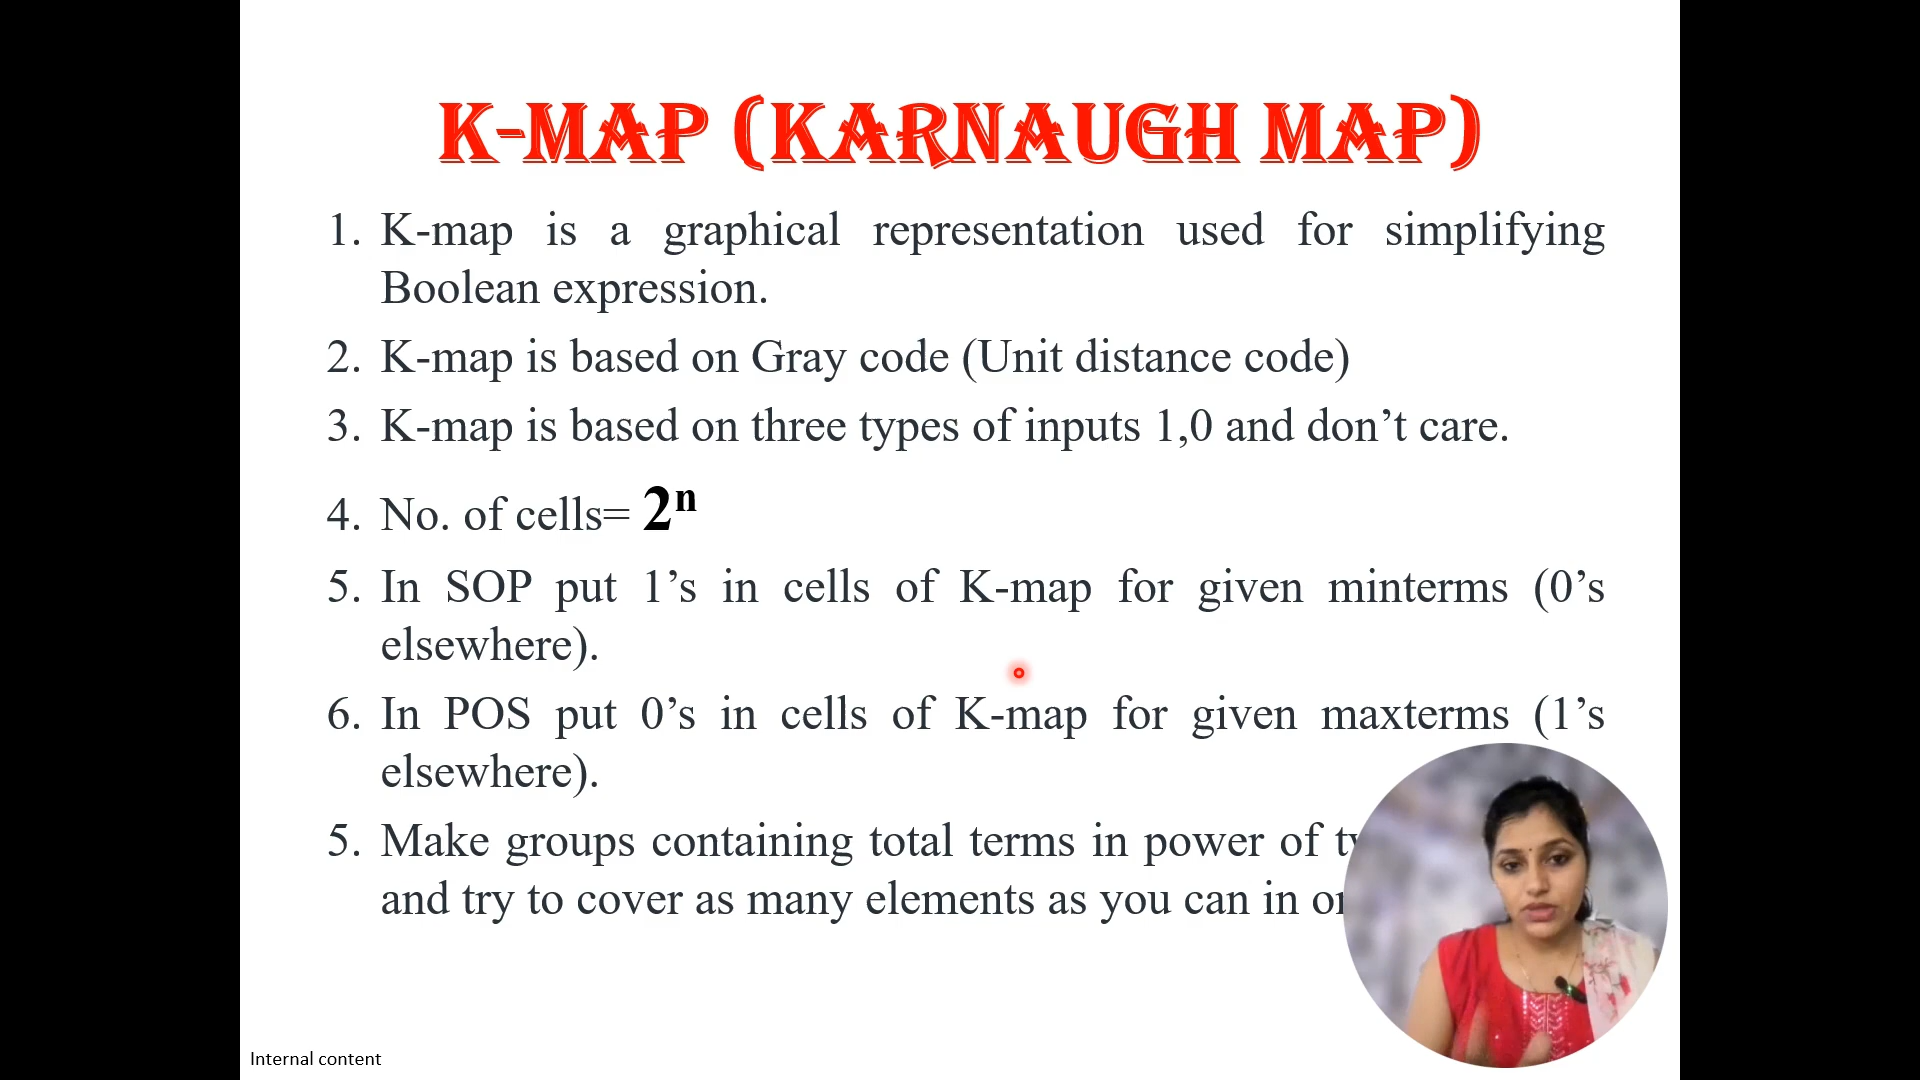 K-MAP (KARNAUGH MAP)
1. K-map is a graphical representation used for simplifying
Boolean expression.
2. K-map is based on Gray code (Unit distance code)
3. K-map is based on three types of inputs 1,0 and don’t care.
4. No. of cells= 2ⁿ
5. In SOP put 1’s in cells of K-map for given minterms (0’s
elsewhere).
6. In POS put 0’s in cells of K-map for given maxterms (1’s
elsewhere).
5. Make groups containing total terms in power of
and try to cover as many elements as you can in
Internal content